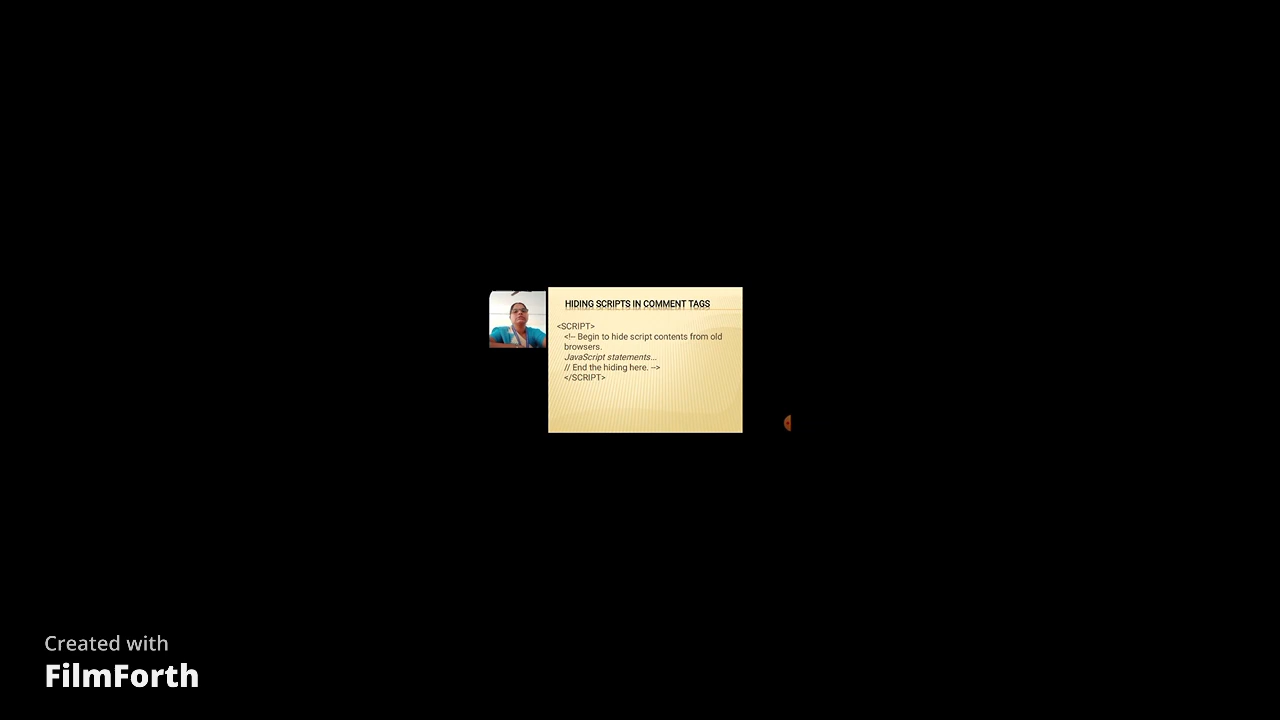 HIDING SCRIPTS IN COMMENT TAGS
<SCRIPT>
<!-- Begin to hide script contents from old
browsers.
JavaScript statements...
// End the hiding here. -->
</SCRIPT>
Created with
FilmForth